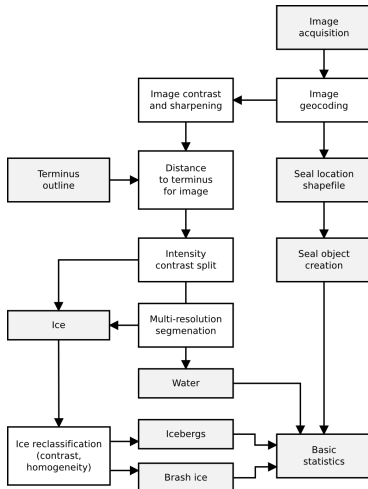 Image
acquisition
Image contrast
and sharpening
Image
geocoding
Terminus
outline
Distance
to terminus
for image
Seal location
shapefile
Intensity
contrast split
Seal object
creation
Ice
Multi-resolution
segmenation
Water
Ice reclassification
(contrast,
homogeneity)
Icebergs
Brash ice
Basic
statistics